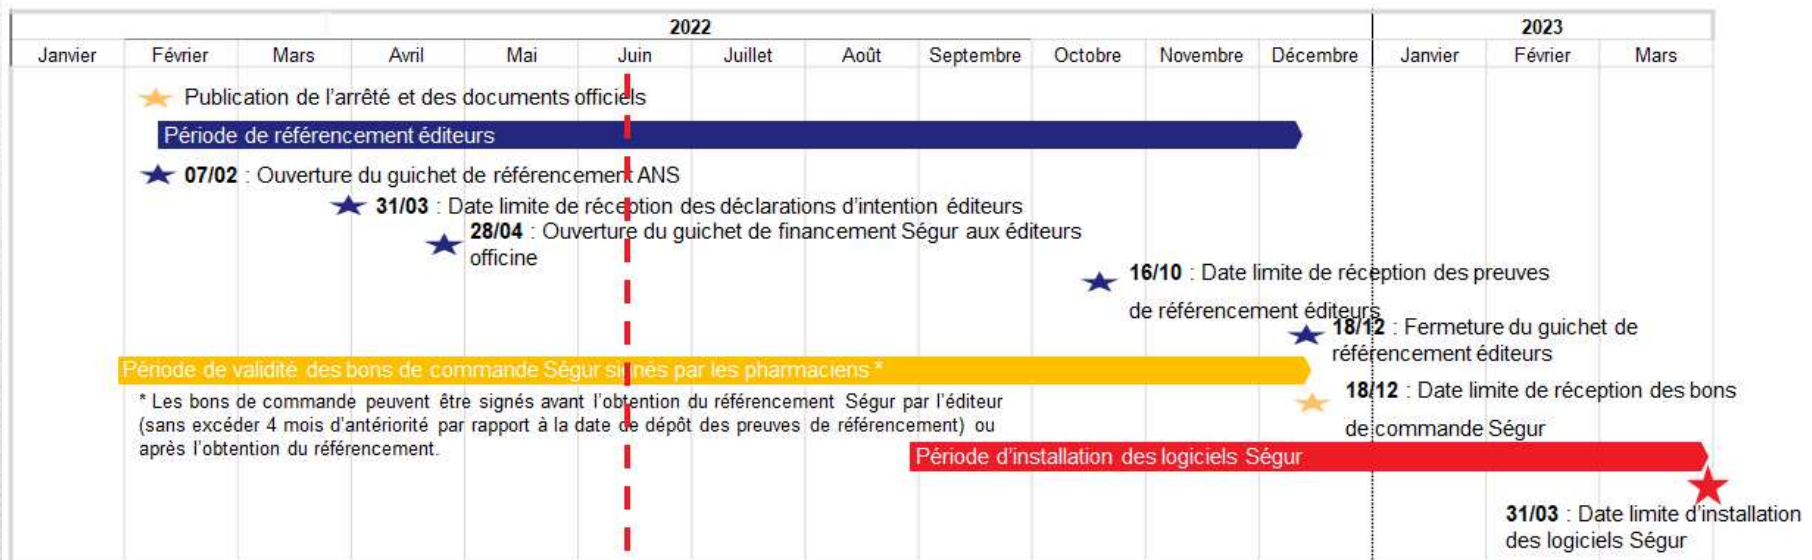 2022
2023
Janvier
Février
Mars
Avril
Mai
Juin
Juillet
Août
Septembre
Octobre
Novembre
Décembre
Janvier
Février
Mars
Publication de l'arrêté et des documents officiels
Période de référencement éditeurs
07/02 : Ouverture du guichet de référencement ANS
31/03 : Date limite de réception des déclarations d'intention éditeurs
28/04 : Ouverture du guichet de financement Ségur aux éditeurs
officine
16/10 : Date limite de réception des preuves
de référencement éditeurs
18/12 : Fermeture du guichet de
référencement éditeurs
Période de validité des bons de commande Ségur signés par les pharmaciens *
18/12 : Date limite de réception des bons
de commande Ségur
* Les bons de commande peuvent être signés avant l'obtention du référencement Ségur par l'éditeur
(sans excéder 4 mois d'antériorité par rapport à la date de dépôt des preuves de référencement) ou
après l'obtention du référencement.
Période d'installation des logiciels Ségur
31/03 : Date limite d'installation
des logiciels Ségur